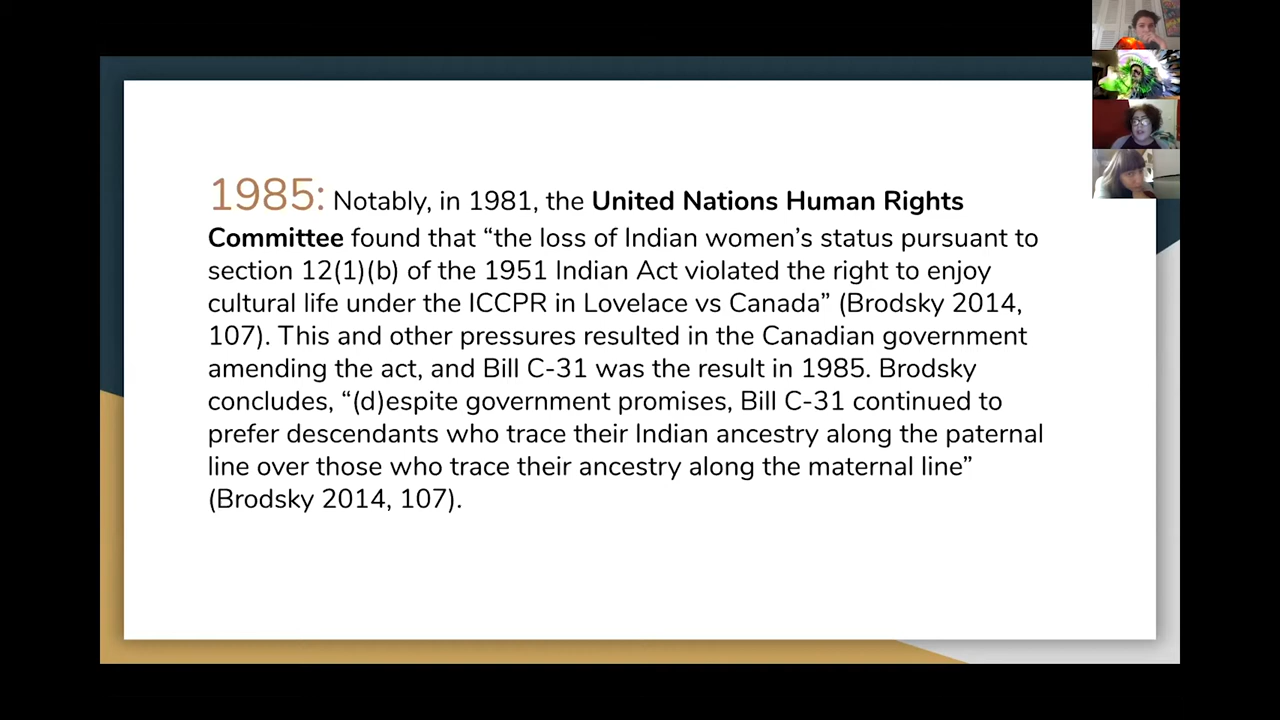 1985: Notably, in 1981, the United Nations Human Rights
Committee found that “the loss of Indian women’s status pursuant to
section 12(1)(b) of the 1951 Indian Act violated the right to enjoy
cultural life under the ICCPR in Lovelace vs Canada” (Brodsky 2014,
107). This and other pressures resulted in the Canadian government
amending the act, and Bill C-31 was the result in 1985. Brodsky
concludes, “(d)espite government promises, Bill C-31 continued to
prefer descendants who trace their Indian ancestry along the paternal
line over those who trace their ancestry along the maternal line”
(Brodsky 2014, 107).